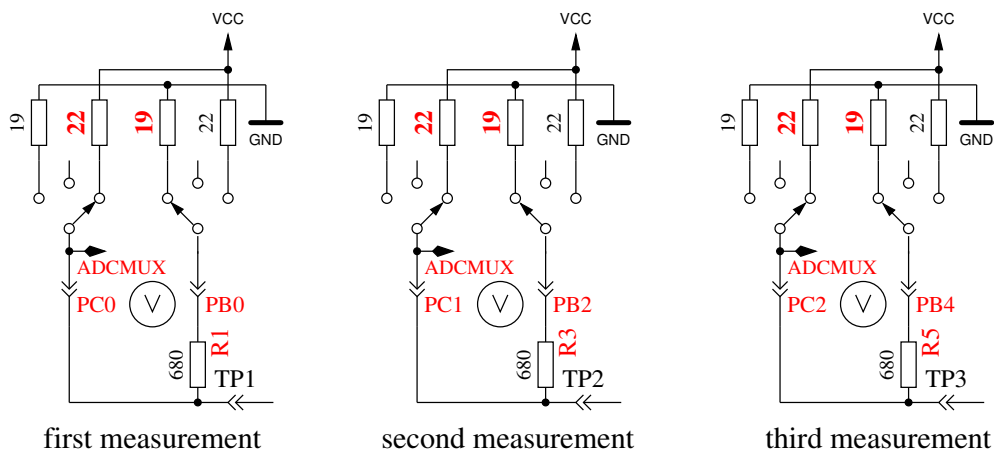 VCC
19
22
19
22
GND
ADCMUX
PC0
V
PB0
R1
680
TP1
first measurement
VCC
19
22
19
22
GND
ADCMUX
PC1
V
PB2
R3
680
TP2
second measurement
VCC
19
22
19
22
GND
ADCMUX
PC2
V
PB4
R5
680
TP3
third measurement